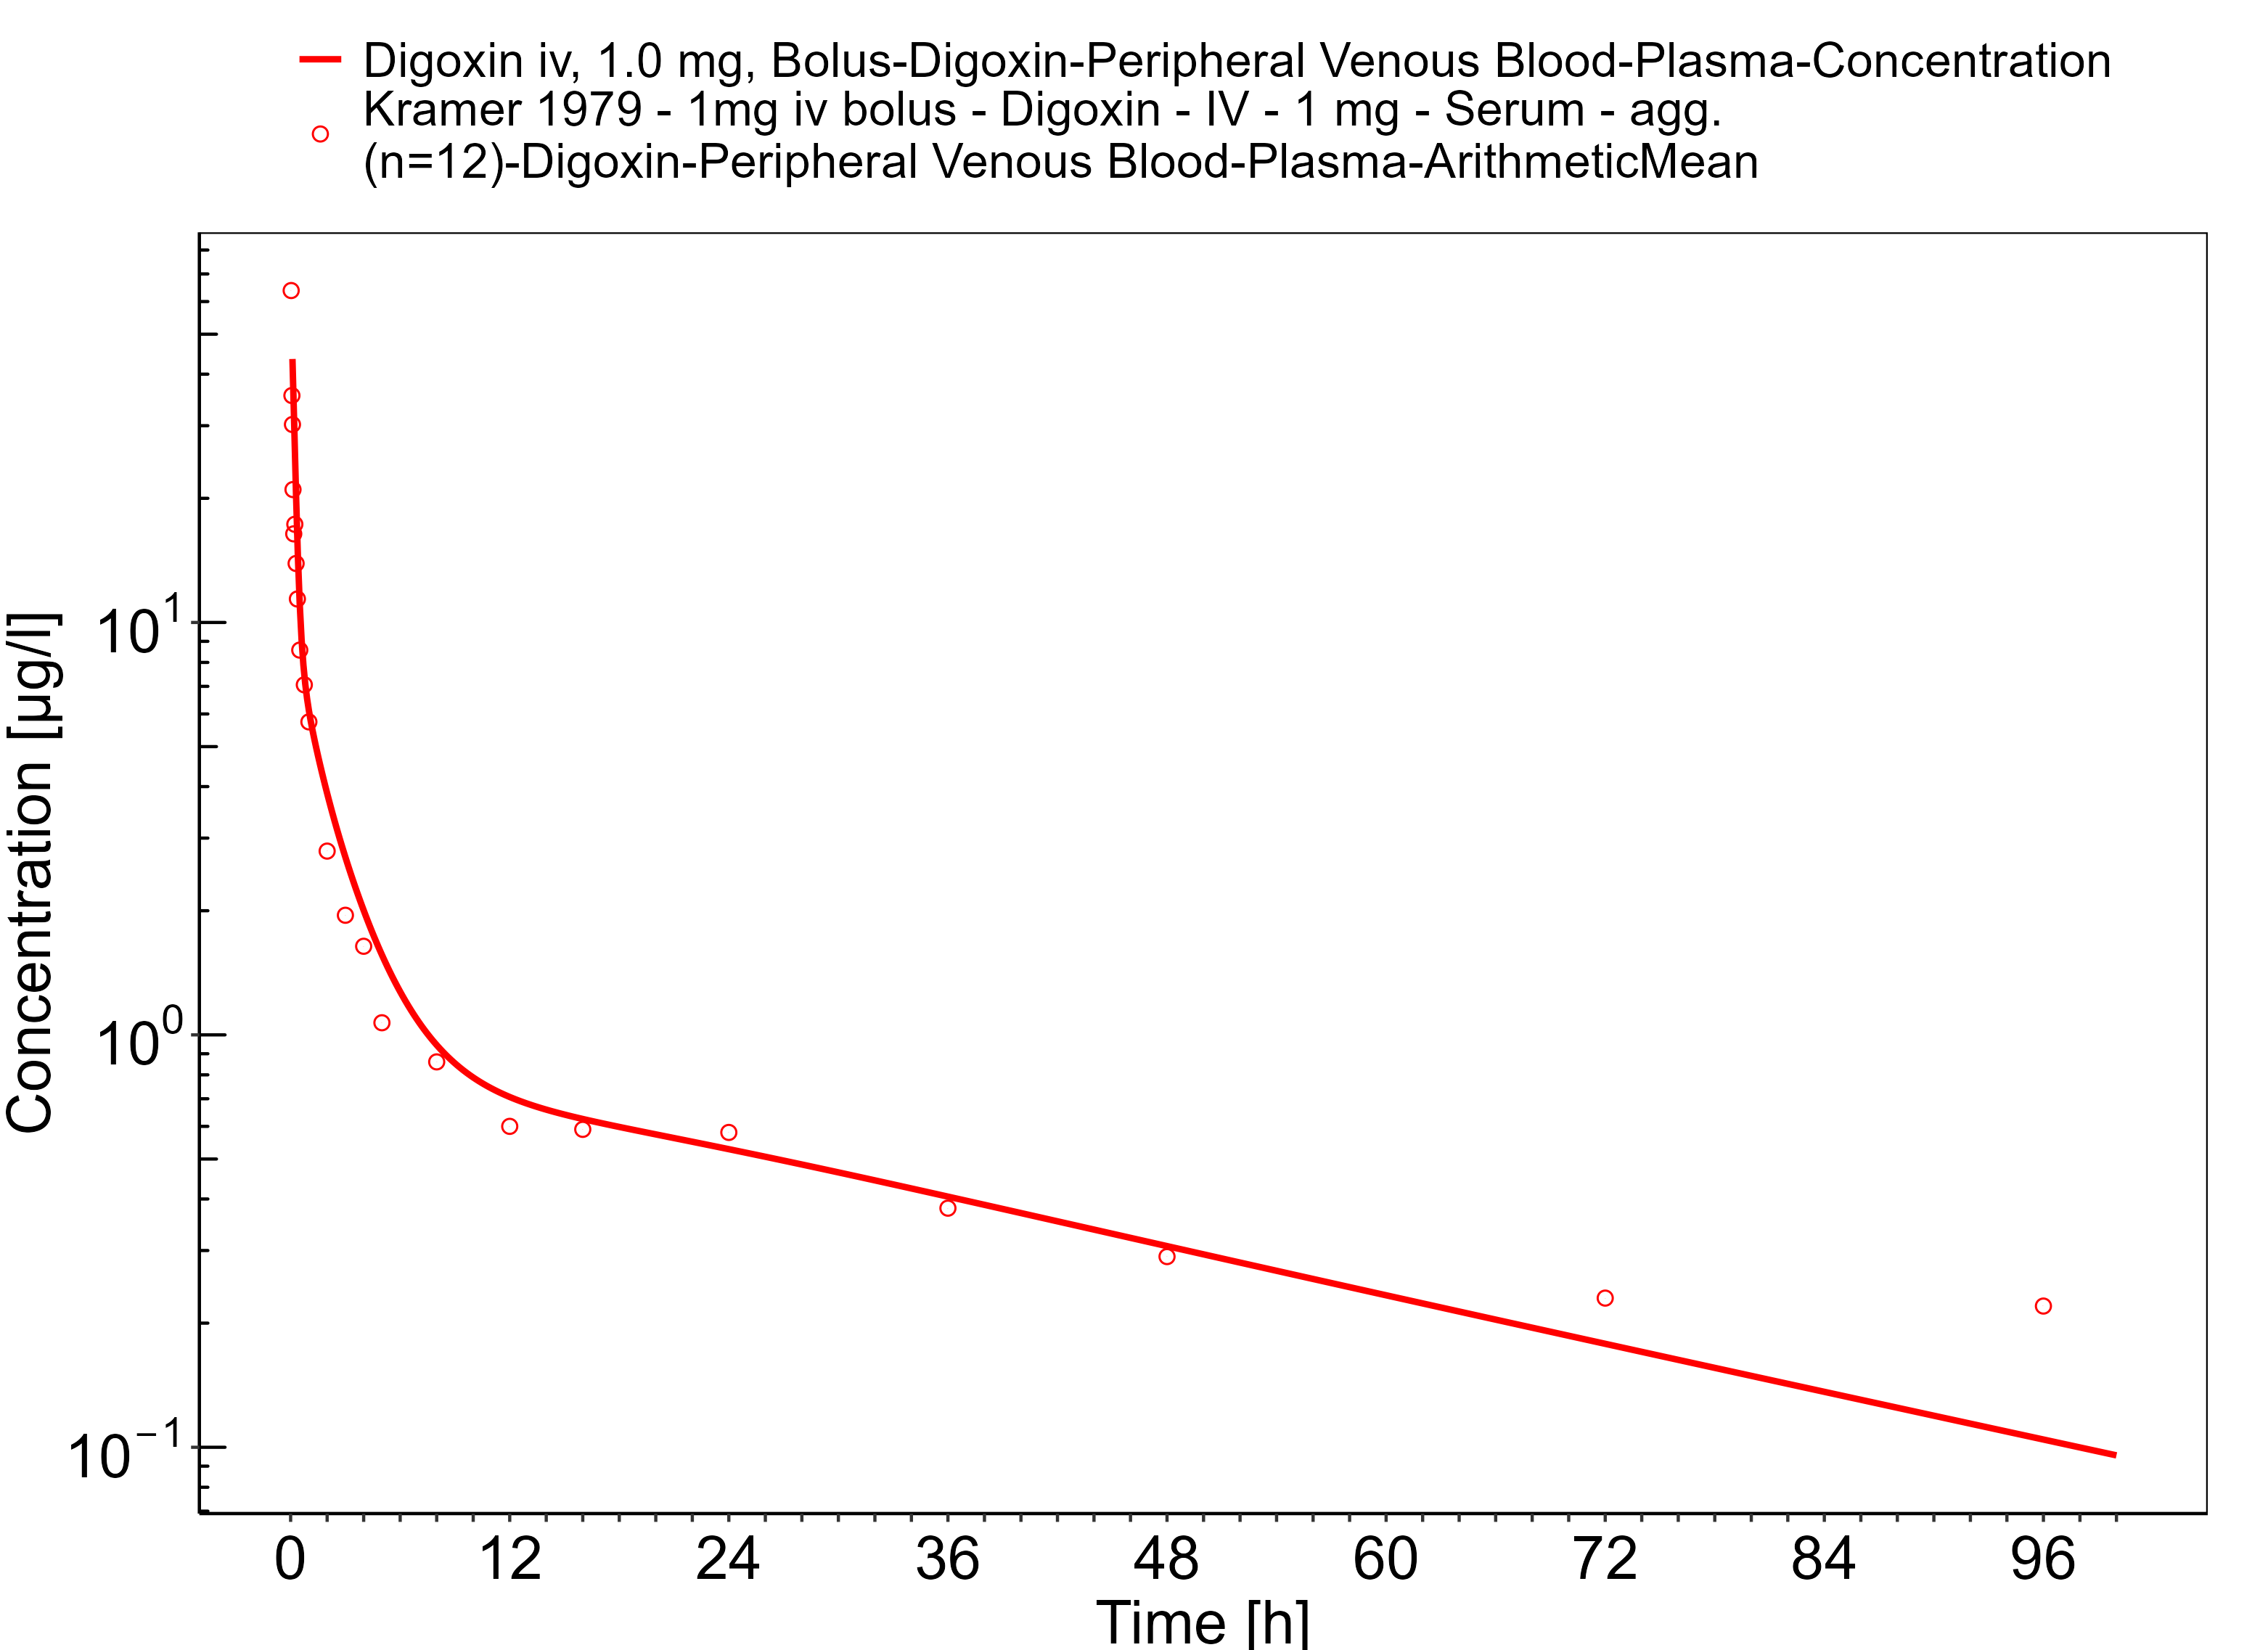 Digoxin iv, 1.0 mg, Bolus-Digoxin-Peripheral Venous Blood-Plasma-Concentration
Kramer 1979 - 1mg iv bolus - Digoxin - IV - 1 mg - Serum - agg.
(n=12)-Digoxin-Peripheral Venous Blood-Plasma-ArithmeticMean
Concentration [µg/l]
10¹
10⁰
10⁻¹
0 12 24 36 48 60 72 84 96
Time [h]